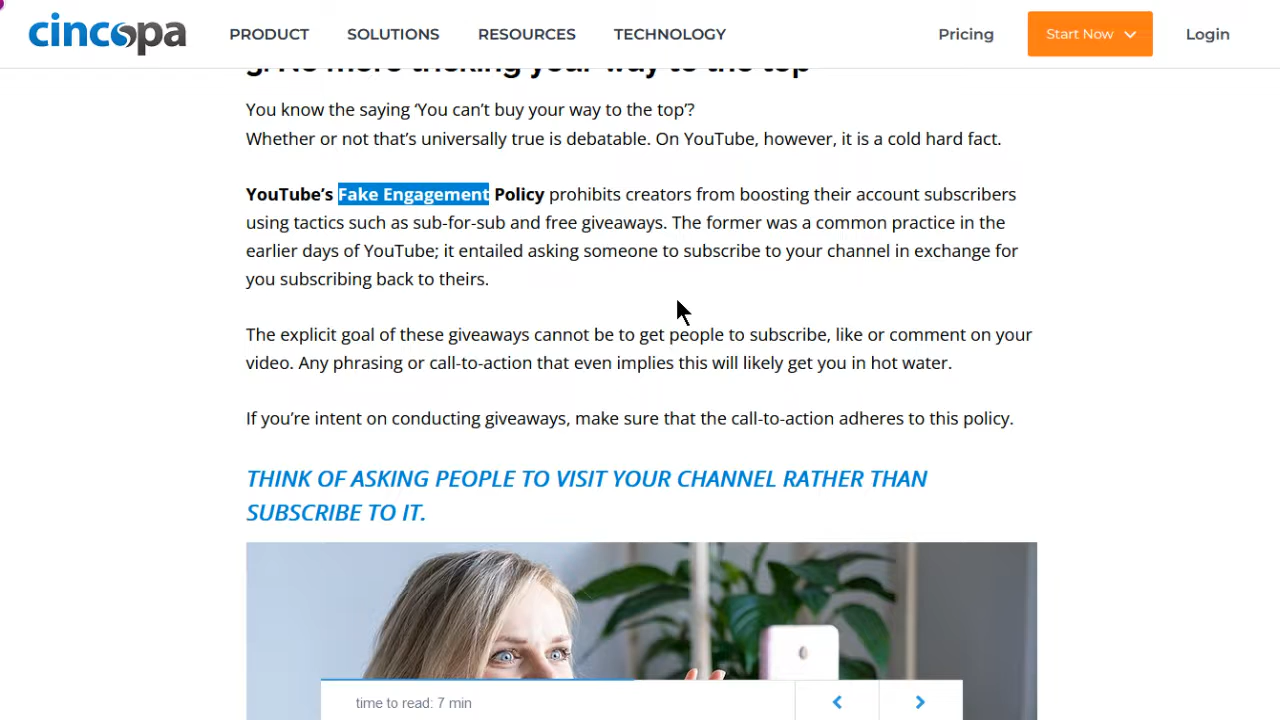 cincopa PRODUCT SOLUTIONS RESOURCES TECHNOLOGY Pricing Start Now Login
You know the saying ‘You can’t buy your way to the top’?
Whether or not that’s universally true is debatable. On YouTube, however, it is a cold hard fact.
YouTube’s Fake Engagement Policy prohibits creators from boosting their account subscribers
using tactics such as sub-for-sub and free giveaways. The former was a common practice in the
earlier days of YouTube; it entailed asking someone to subscribe to your channel in exchange for
you subscribing back to theirs.
The explicit goal of these giveaways cannot be to get people to subscribe, like or comment on your
video. Any phrasing or call-to-action that even implies this will likely get you in hot water.
If you’re intent on conducting giveaways, make sure that the call-to-action adheres to this policy.
THINK OF ASKING PEOPLE TO VISIT YOUR CHANNEL RATHER THAN
SUBSCRIBE TO IT.
time to read: 7 min